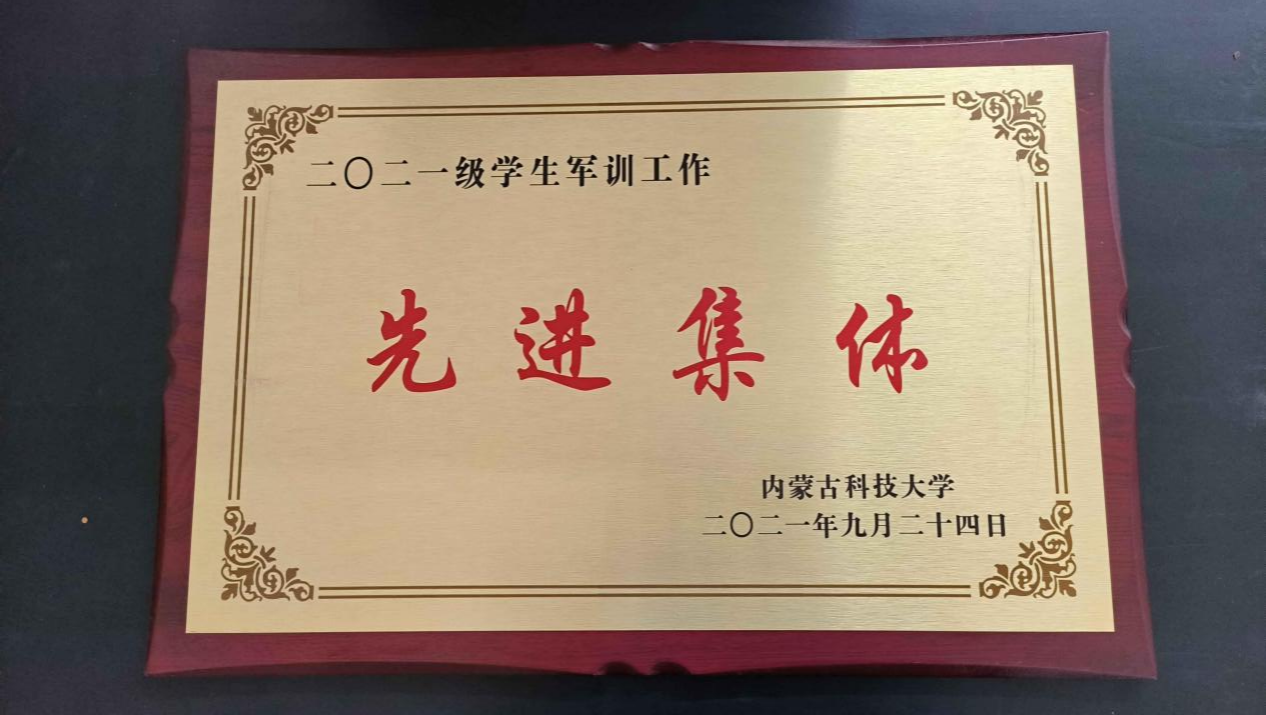 二〇二一级学生军训工作
先进集体
内蒙古科技大学
二〇二一年九月二十四日